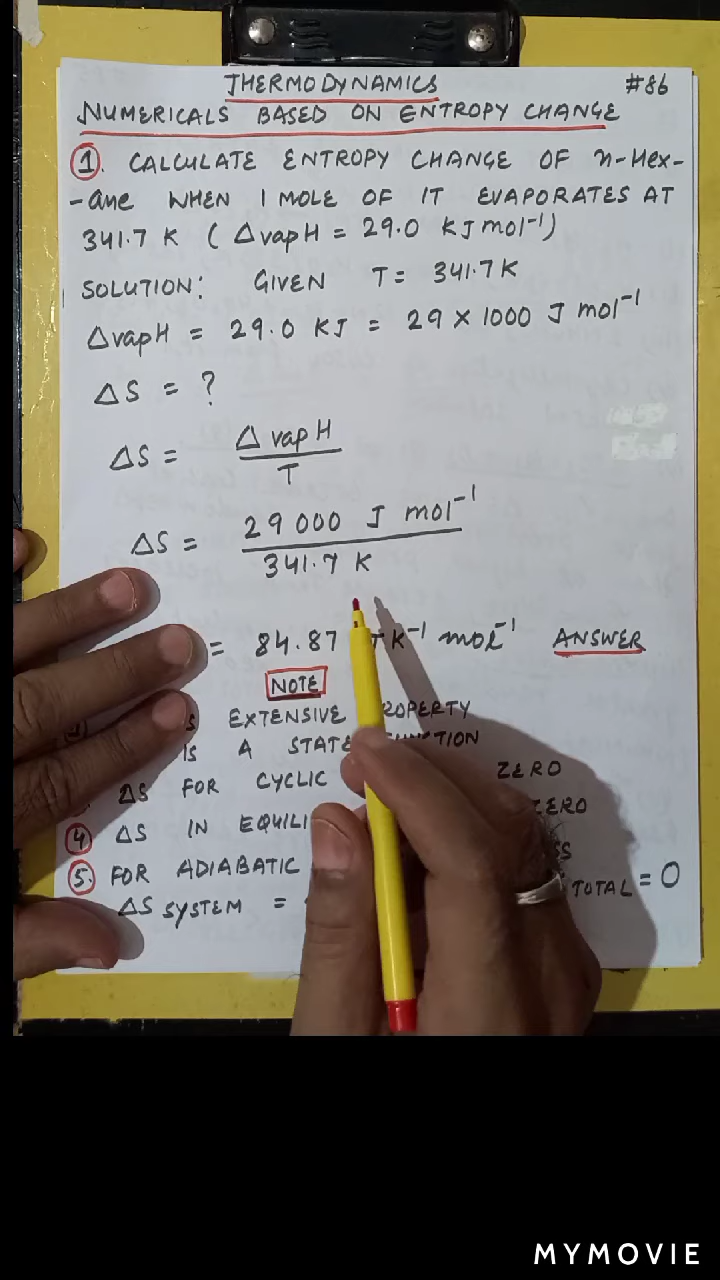 THERMODYNAMICS #86
NUMERICALS BASED ON ENTROPY CHANGE
1. CALCULATE ENTROPY CHANGE OF n-Hex-
-ane WHEN 1 MOLE OF IT EVAPORATES AT
341.7 K ( ΔvapH = 29.0 KJ mol⁻¹)
SOLUTION: GIVEN T = 341.7 K
ΔvapH = 29.0 KJ = 29 × 1000 J mol⁻¹
ΔS = ?
ΔS = ΔvapH / T
ΔS = 29000 J mol⁻¹ / 341.7 K
= 84.87 K⁻¹ mol⁻¹ ANSWER
NOTE
EXTENSIVE PROPERTY
IS A STATE FUNCTION
ΔS FOR CYCLIC ZERO
4 ΔS IN EQUILI ZERO
5. FOR ADIABATIC SS
ΔS SYSTEM = TOTAL = 0
MYMOVIE